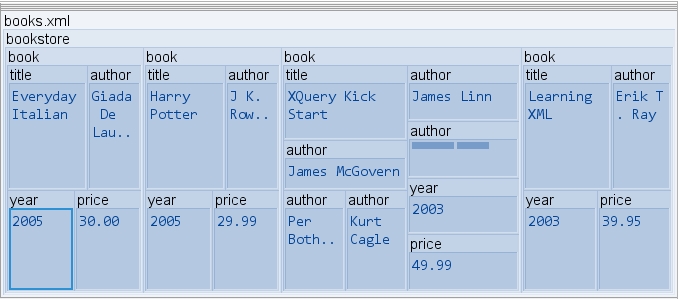 books.xml
bookstore
book
title
Everyday
Italian
author
Giada
De
Lau..
year
2005
price
30.00
book
title
Harry
Potter
author
J K.
Row..
year
2005
price
29.99
book
title
XQuery Kick
Start
author
James McGovern
author
Per
Both..
author
Kurt
Cagle
author
James Linn
author
year
2003
price
49.99
book
title
Learning
XML
author
Erik T
. Ray
year
2003
price
39.95